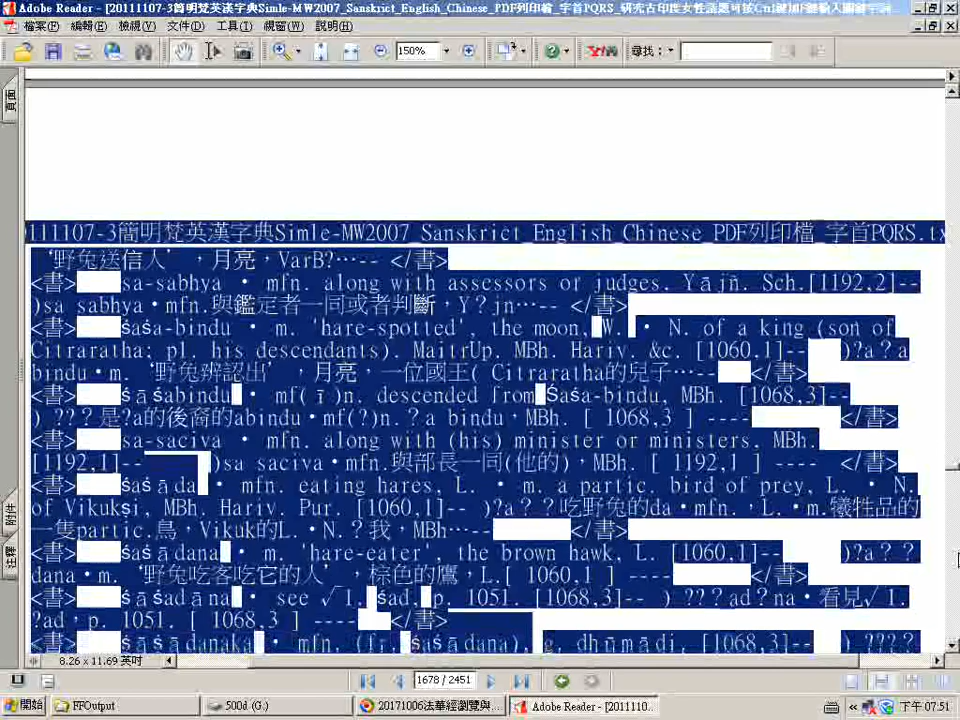 Adobe Reader - [20111107-3簡明梵英漢字典Simle-MW2007_Sanskrict_English_Chinese_PDF列印檔_字首PQRS_研究古印度女性話題可按Ctrl鍵加F鍵輸入關鍵字詞
檔案(F) 編輯(E) 檢視(V) 文件(D) 工具(T) 視窗(W) 說明(H)
150% 尋找:
頁面
附件
注釋
111107-3簡明梵英漢字典Simle-MW2007_Sanskrict_English_Chinese_PDF列印檔_字首PQRS.tx
‘野兔送信人’，月亮，VarB?…-- </書>
<書> sa-sabhya • mfn. along with assessors or judges. Yājñ. Sch.[1192,2]--
)sa sabhya•mfn.與鑑定者一同或者判斷，Y？jn…-- </書>
<書> śaśa-bindu • m. 'hare-spotted', the moon, W. • N. of a king (son of
Citraratha; pl. his descendants). MaitrUp. MBh. Hariv. &c. [1060,1]-- )?a？a
bindu•m.‘野兔辨認出’，月亮，一位國王( Citraratha的兒子…-- </書>
<書> śāśabindu • mf(ī)n. descended from Śaśa-bindu, MBh. [1068,3]--
) ???是?a的後裔的abindu•mf(?)n.？a bindu，MBh. [ 1068,3 ] ---- </書>
<書> sa-saciva • mfn. along with (his) minister or ministers, MBh.
[1192,1]-- )sa saciva•mfn.與部長一同(他的)，MBh. [ 1192,1 ] ---- </書>
<書> śaśāda • mfn. eating hares, L. • m. a partic. bird of prey, L. • N.
of Vikukṣi, MBh. Hariv. Pur. [1060,1]-- )?a？？吃野兔的da•mfn.，L.•m.犧牲品的
一隻partic.鳥，Vikuk的L.•N.？我，MBh…-- </書>
<書> śaśādana • m. 'hare-eater' the brown hawk, L. [1060,1]-- )?a？？
dana•m.‘野兔吃客吃它的人’，棕色的鷹，L.[ 1060,1 ] ---- </書>
<書> śāśadāna • see √1. śad, p. 1051. [1068,3]-- ) ???ad？na•看見√1.
?ad，p. 1051. [ 1068,3 ] ---- </書>
<書> śāśādanaka • mfn. (fr. śaśādana), g. dhūmādi, [1068,3]-- ) ????
8.26 x 11.69 英吋
1678 / 2451
開始 FFOutput 500d (G:) 20171006法華經瀏覽與... Adobe Reader - [2011110... 下午 07:51